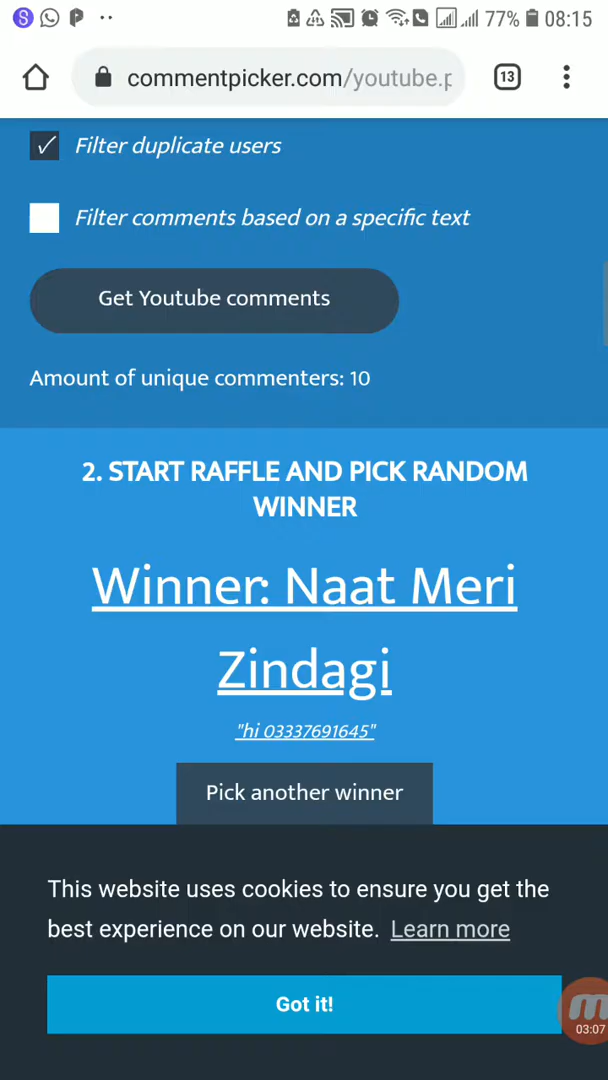 77% 08:15
commentpicker.com/youtube.p
13
Filter duplicate users
Filter comments based on a specific text
Get Youtube comments
Amount of unique commenters: 10
2. START RAFFLE AND PICK RANDOM
WINNER
Winner: Naat Meri
Zindagi
"hi 03337691645"
Pick another winner
This website uses cookies to ensure you get the
best experience on our website. Learn more
Got it!
03:07